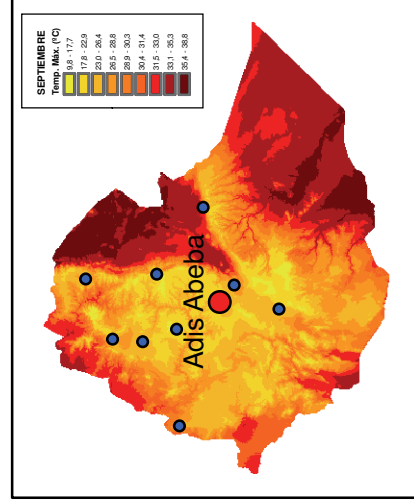 SEPTIEMBRE
Temp. Máx. (ºC)
9,8 - 17,7
17,8 - 22,9
23,0 - 26,4
26,5 - 28,8
28,9 - 30,3
30,4 - 31,4
31,5 - 33,0
33,1 - 35,3
35,4 - 38,8
Adis Abeba